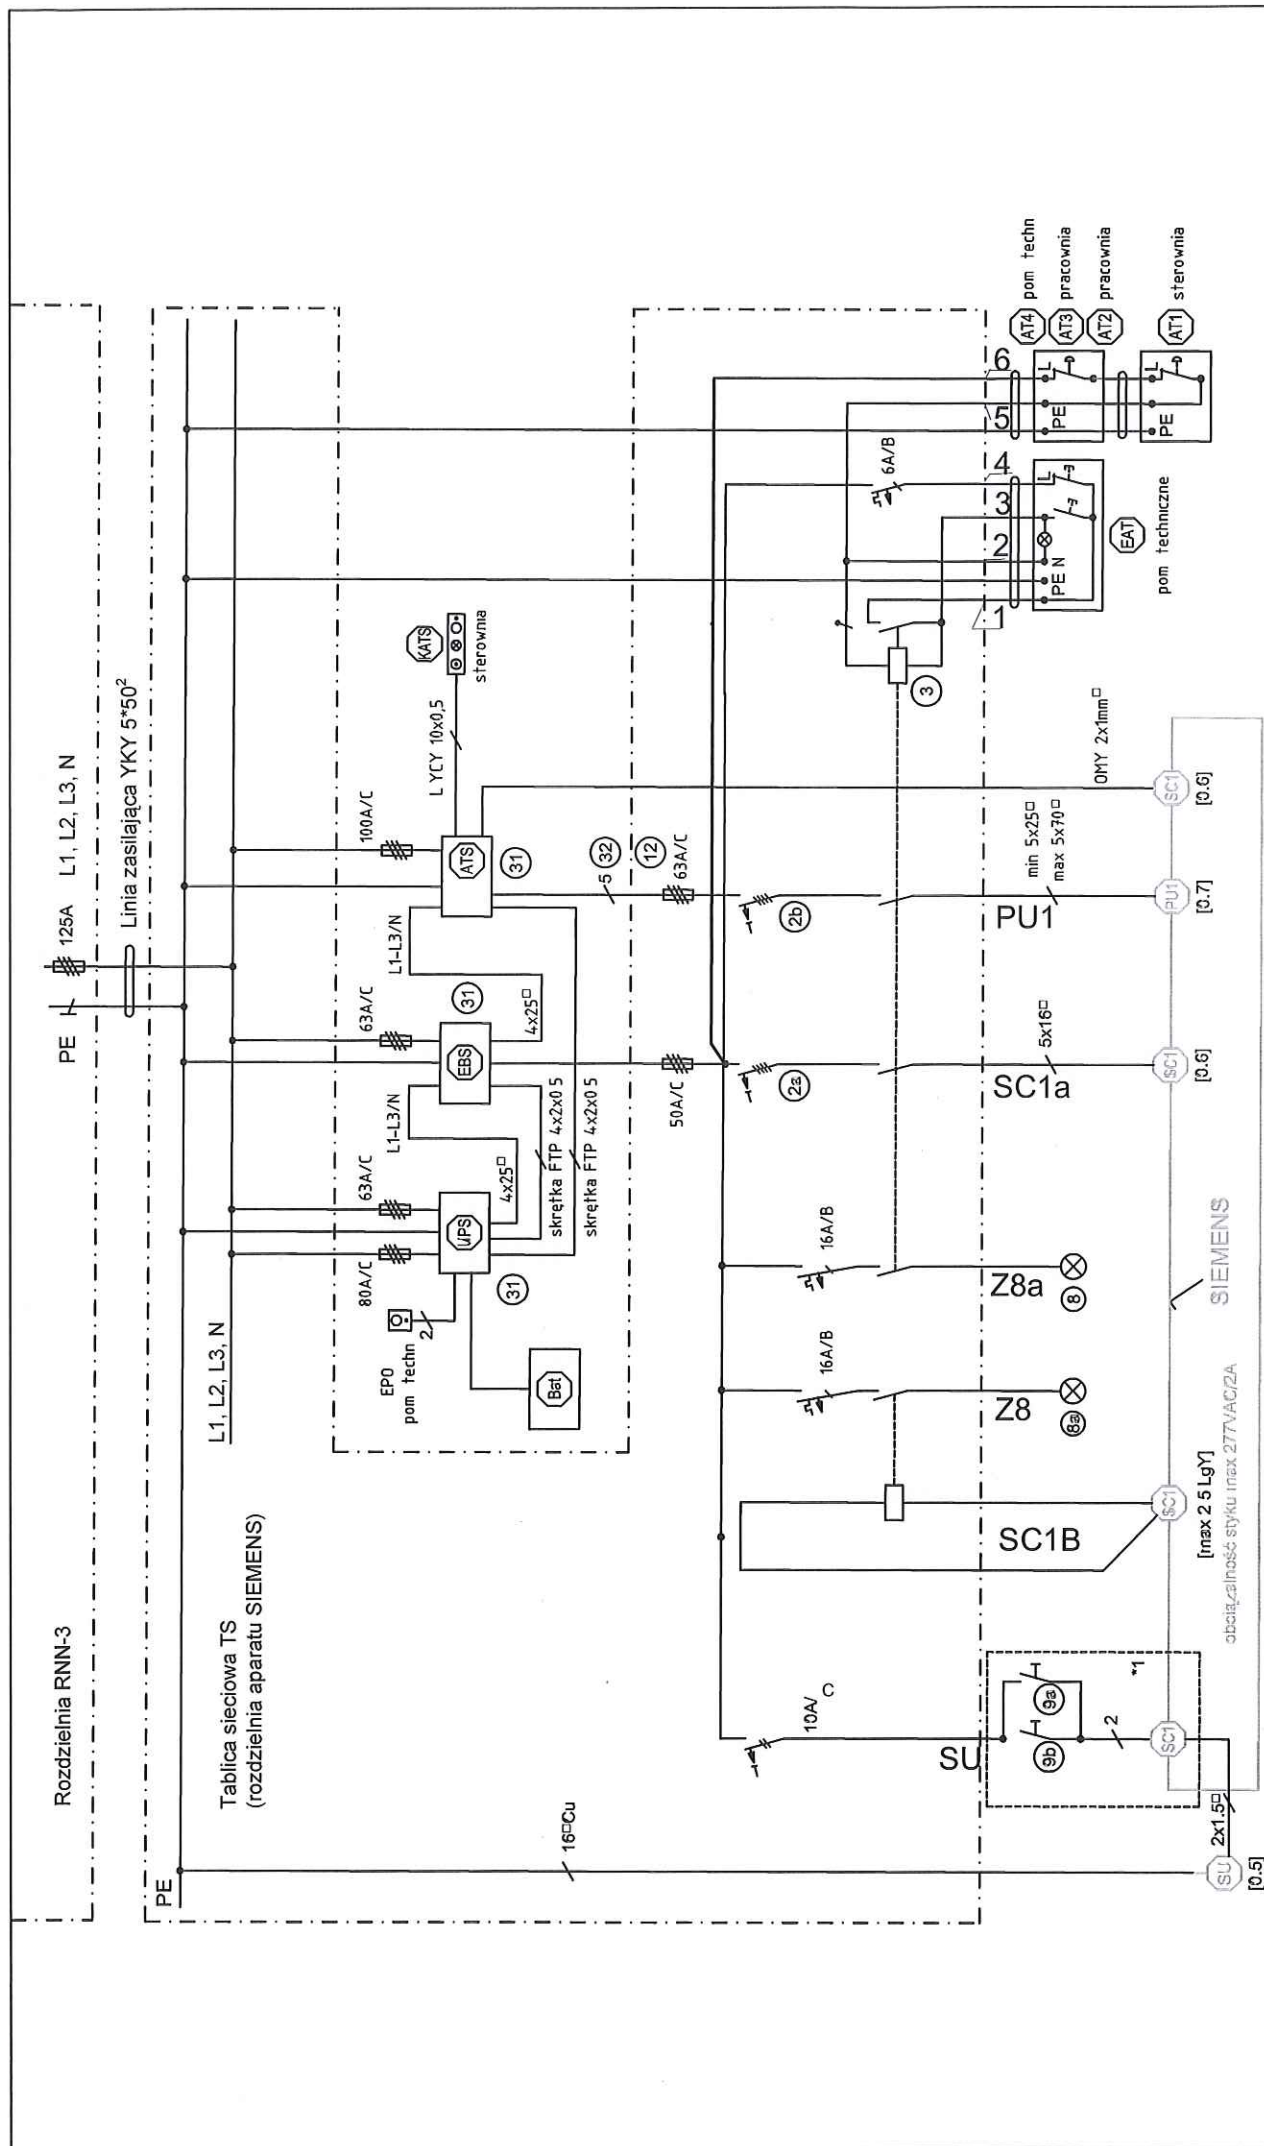 Rozdzielnia RNN-3
PE
125A
L1, L2, L3, N
Linia zasilająca YKY 5*50²
PE
Tablica sieciowa TS
(rozdzielnia aparatu SIEMENS)
L1, L2, L3, N
EPO
pom techn
2
80A/C
63A/C
63A/C
100A/C
UPS
31
Bat
L1-L3/N
4x25□
EBS
31
L1-L3/N
4x25□
ATS
31
skrętka FTP 4x2x0 5
skrętka FTP 4x2x0 5
L YCY 10x0,5
KATS
sterownia
5
32
12
16□Cu
10A/C
16A/B
16A/B
50A/C
63A/C
2a
2b
3
6A/B
SU
SC1B
Z8
Z8a
SC1a
PU1
1
2
3
4
5
6
9b
9a
*1
2
8a
8
5x16□
min 5x25□
max 5x70□
OMY 2x1mm□
PE
N
L
EAT
pom techniczne
PE
L
AT4
pom techn
AT3
pracownia
AT2
pracownia
PE
L
AT1
sterownia
SU
[0.5]
2x1.5□
SC1
SC1
[max 2 5 LgY]
obciążalność styku max 277VAC/2A
SIEMENS
SC1
[0.6]
PU1
[0.7]
SC1
[0.6]